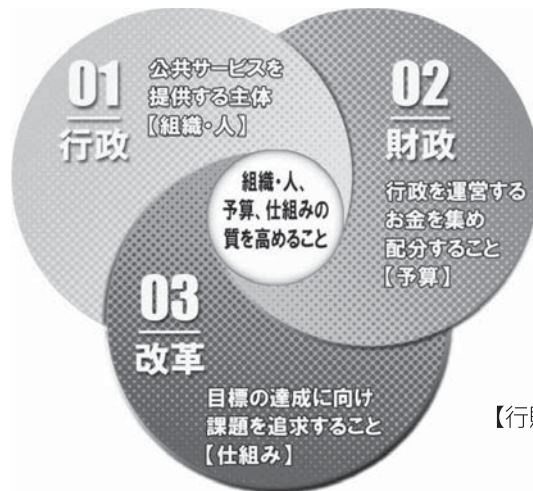 01
行政
公共サービスを
提供する主体
【組織・人】
02
財政
行政を運営する
お金を集め
配分すること
【予算】
組織・人、
予算、仕組みの
質を高めること
03
改革
目標の達成に向け
課題を追求すること
【仕組み】
【行財